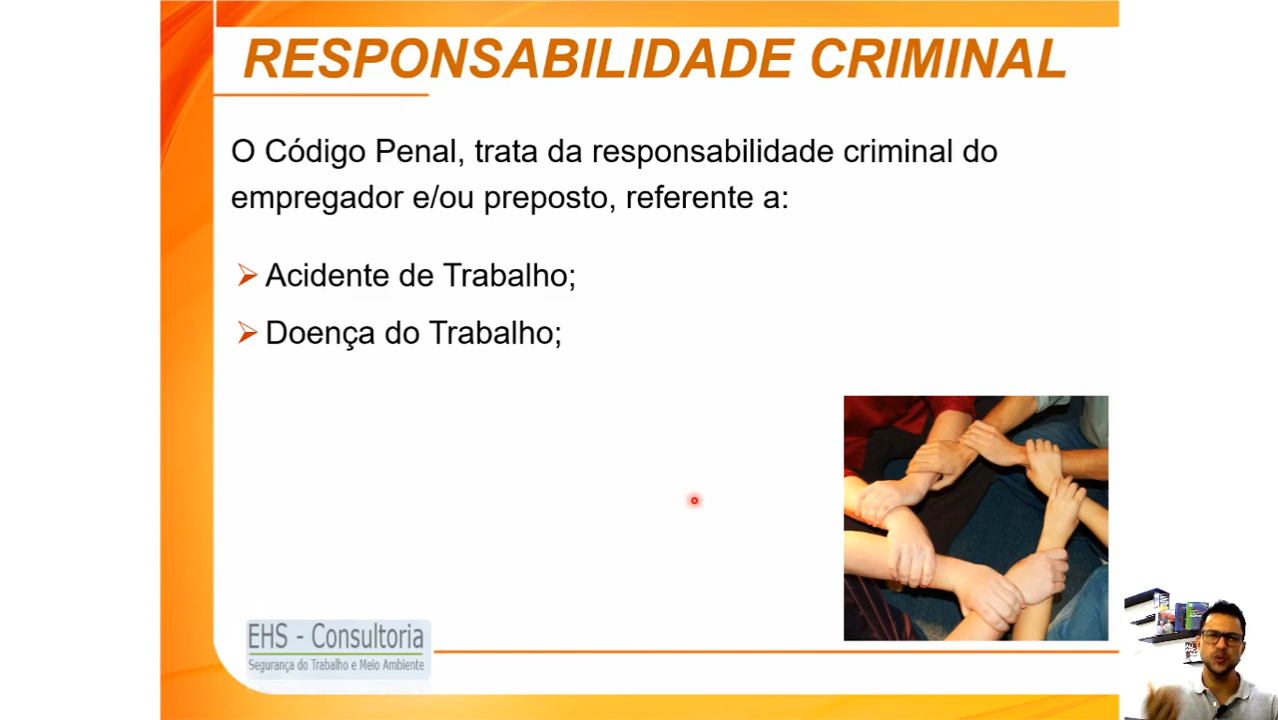 RESPONSABILIDADE CRIMINAL
O Código Penal, trata da responsabilidade criminal do
empregador e/ou preposto, referente a:
Acidente de Trabalho;
Doença do Trabalho;
EHS - Consultoria
Segurança do Trabalho e Meio Ambiente